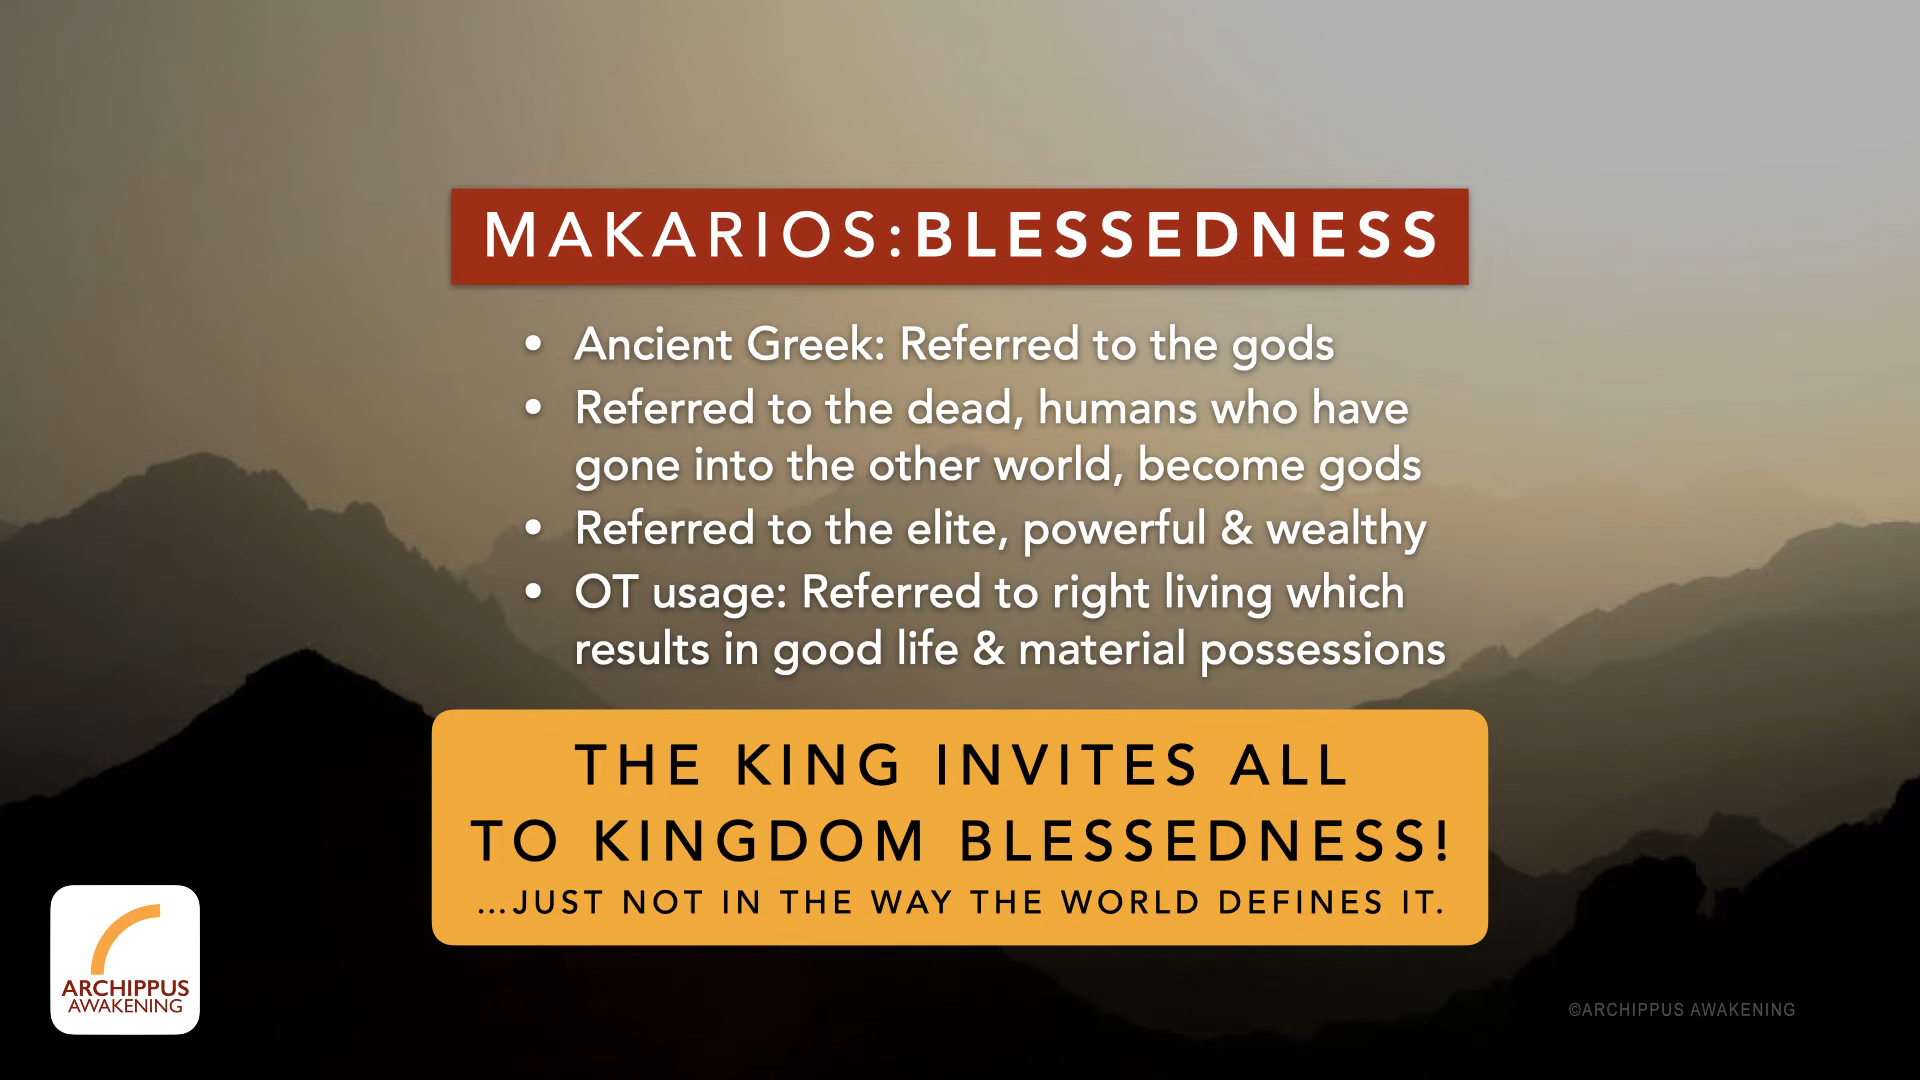 MAKARIOS:BLESSEDNESS
• Ancient Greek: Referred to the gods
• Referred to the dead, humans who have
gone into the other world, become gods
• Referred to the elite, powerful & wealthy
• OT usage: Referred to right living which
results in good life & material possessions
THE KING INVITES ALL
TO KINGDOM BLESSEDNESS!
...JUST NOT IN THE WAY THE WORLD DEFINES IT.
ARCHIPPUS
AWAKENING
©ARCHIPPUS AWAKENING